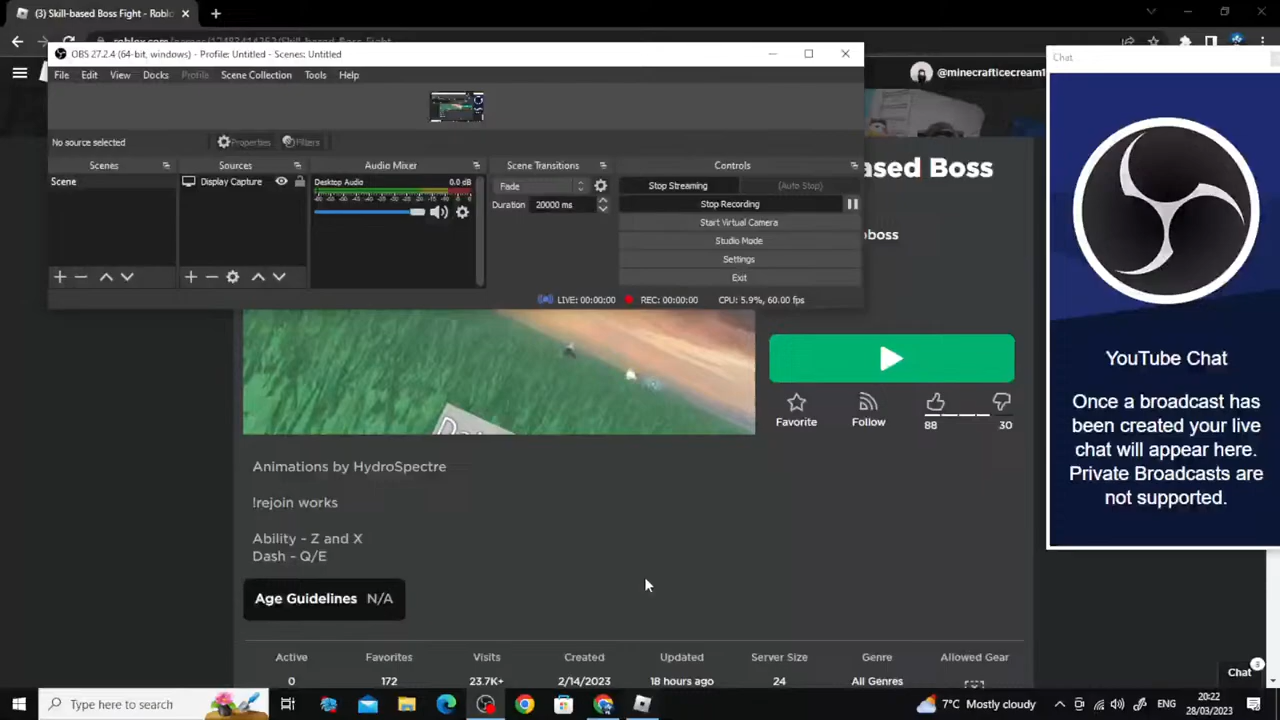 (3) Skill-based Boss Fight - Roblo
OBS 27.2.4 (64-bit, windows) - Profile: Untitled - Scenes: Untitled
Chat
File Edit View Docks Profile Scene Collection Tools Help
@minecrafticecream1
No source selected Properties Filters
Scenes Sources Audio Mixer Scene Transitions Controls
ased Boss
Scene Display Capture Desktop Audio 0.0 dB Fade Stop Streaming (Auto Stop)
Duration 20000 ms Stop Recording
Start Virtual Camera
oboss
Studio Mode
Settings
Exit
LIVE: 00:00:00 REC: 00:00:00 CPU: 5.9%, 60.00 fps
YouTube Chat
Once a broadcast has
been created your live
chat will appear here.
Private Broadcasts are
not supported.
Favorite Follow
88 30
Animations by HydroSpectre
!rejoin works
Ability - Z and X
Dash - Q/E
Age Guidelines N/A
Active Favorites Visits Created Updated Server Size Genre Allowed Gear
0 172 23.7K+ 2/14/2023 18 hours ago 24 All Genres
Chat 3
Type here to search
7°C Mostly cloudy
ENG
20:22
28/03/2023